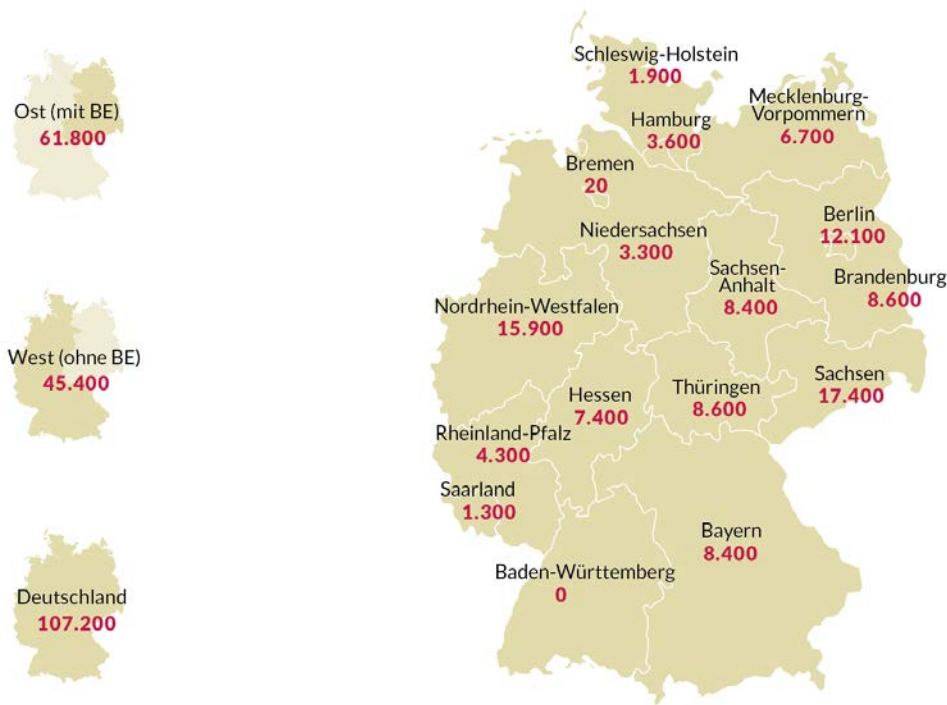 Ost (mit BE)
61.800
West (ohne BE)
45.400
Deutschland
107.200
Schleswig-Holstein
1.900
Hamburg
3.600
Mecklenburg-
Vorpommern
6.700
Bremen
20
Niedersachsen
3.300
Berlin
12.100
Sachsen-
Anhalt
8.400
Brandenburg
8.600
Nordrhein-Westfalen
15.900
Hessen
7.400
Thüringen
8.600
Sachsen
17.400
Rheinland-Pfalz
4.300
Saarland
1.300
Bayern
8.400
Baden-Württemberg
0